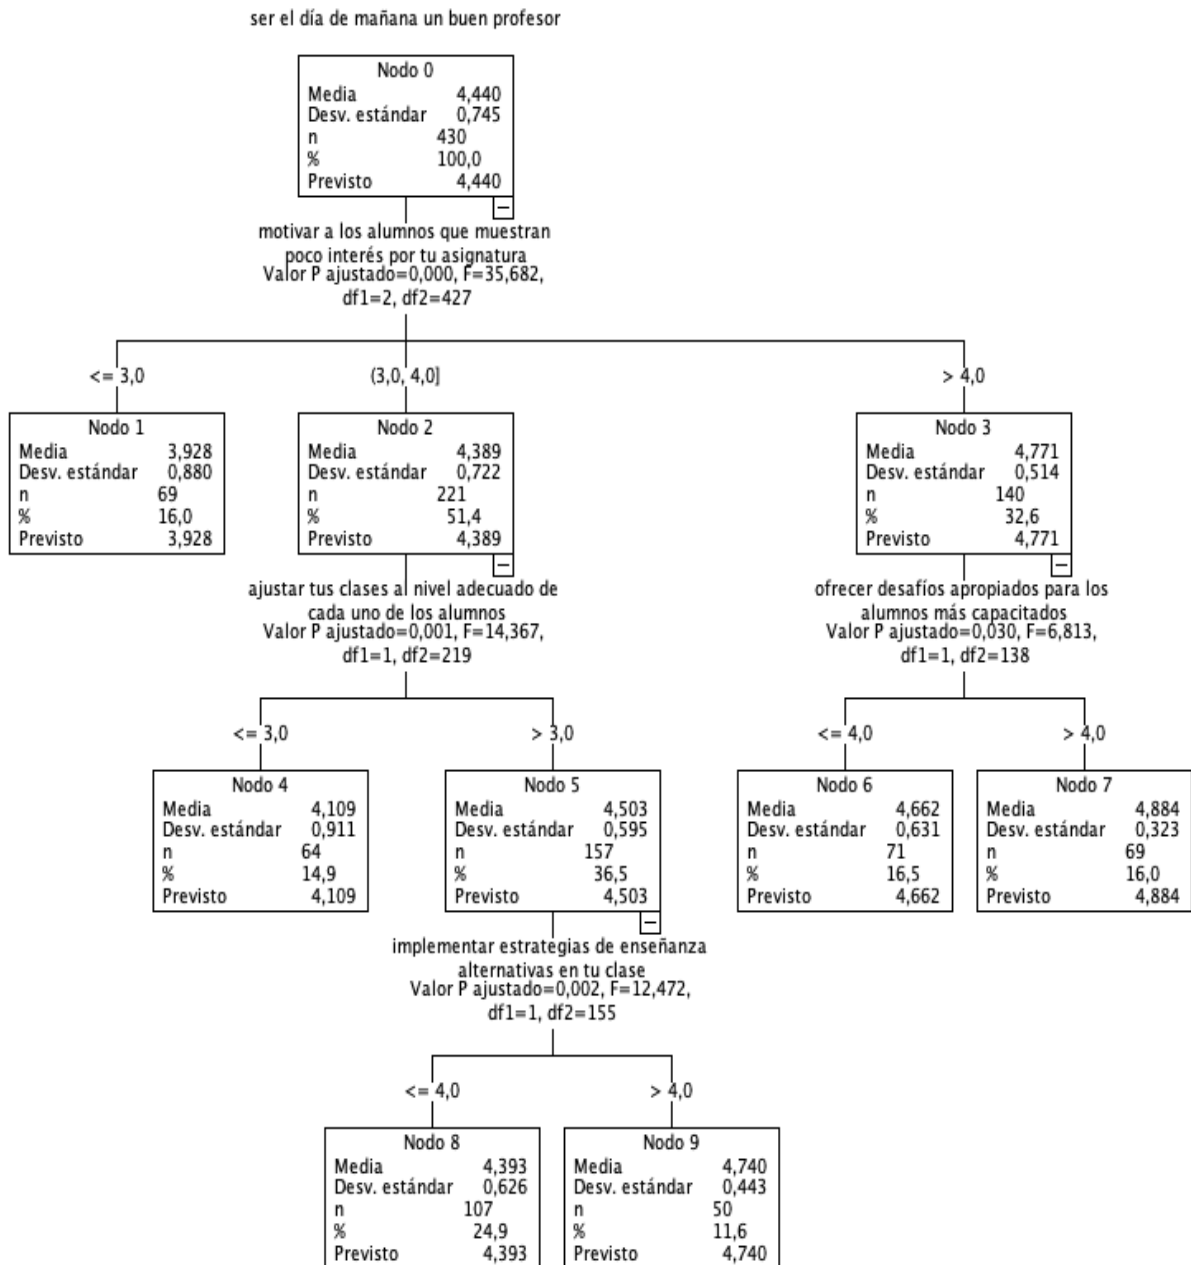 ser el día de mañana un buen profesor
Nodo 0
Media 4,440
Desv. estándar 0,745
n 430
% 100,0
Previsto 4,440
motivar a los alumnos que muestran
poco interés por tu asignatura
Valor P ajustado=0,000, F=35,682,
df1=2, df2=427
<= 3,0
(3,0, 4,0]
> 4,0
Nodo 1
Media 3,928
Desv. estándar 0,880
n 69
% 16,0
Previsto 3,928
Nodo 2
Media 4,389
Desv. estándar 0,722
n 221
% 51,4
Previsto 4,389
Nodo 3
Media 4,771
Desv. estándar 0,514
n 140
% 32,6
Previsto 4,771
ajustar tus clases al nivel adecuado de
cada uno de los alumnos
Valor P ajustado=0,001, F=14,367,
df1=1, df2=219
ofrecer desafíos apropiados para los
alumnos más capacitados
Valor P ajustado=0,030, F=6,813,
df1=1, df2=138
<= 3,0
> 3,0
<= 4,0
> 4,0
Nodo 4
Media 4,109
Desv. estándar 0,911
n 64
% 14,9
Previsto 4,109
Nodo 5
Media 4,503
Desv. estándar 0,595
n 157
% 36,5
Previsto 4,503
Nodo 6
Media 4,662
Desv. estándar 0,631
n 71
% 16,5
Previsto 4,662
Nodo 7
Media 4,884
Desv. estándar 0,323
n 69
% 16,0
Previsto 4,884
implementar estrategias de enseñanza
alternativas en tu clase
Valor P ajustado=0,002, F=12,472,
df1=1, df2=155
<= 4,0
> 4,0
Nodo 8
Media 4,393
Desv. estándar 0,626
n 107
% 24,9
Previsto 4,393
Nodo 9
Media 4,740
Desv. estándar 0,443
n 50
% 11,6
Previsto 4,740